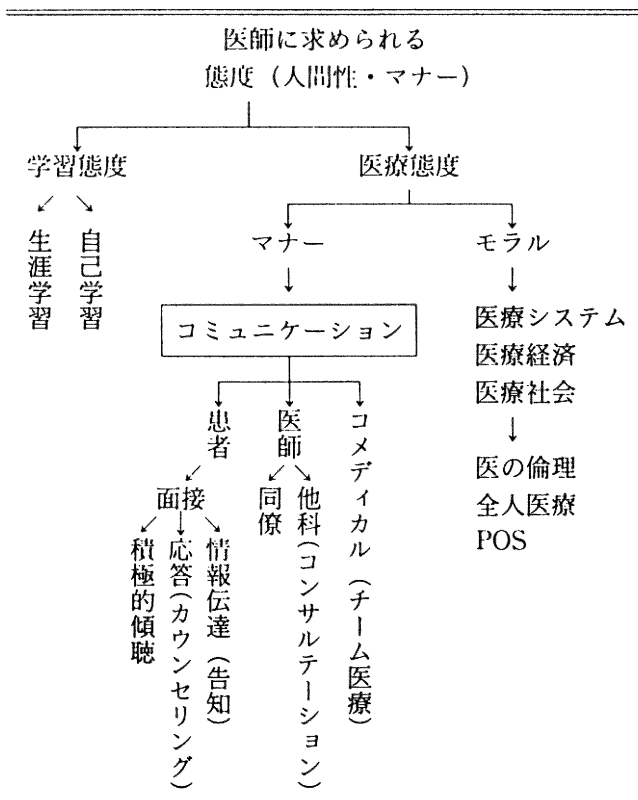 医師に求められる
態度（人間性・マナー）
学習態度
医療態度
生涯学習
自己学習
マナー
モラル
コミュニケーション
医療システム
医療経済
医療社会
患者
医師
コメディカル（チーム医療）
面接
同僚
他科（コンサルテーション）
積極的傾聴
応答（カウンセリング）
情報伝達（告知）
医の倫理
全人医療
POS